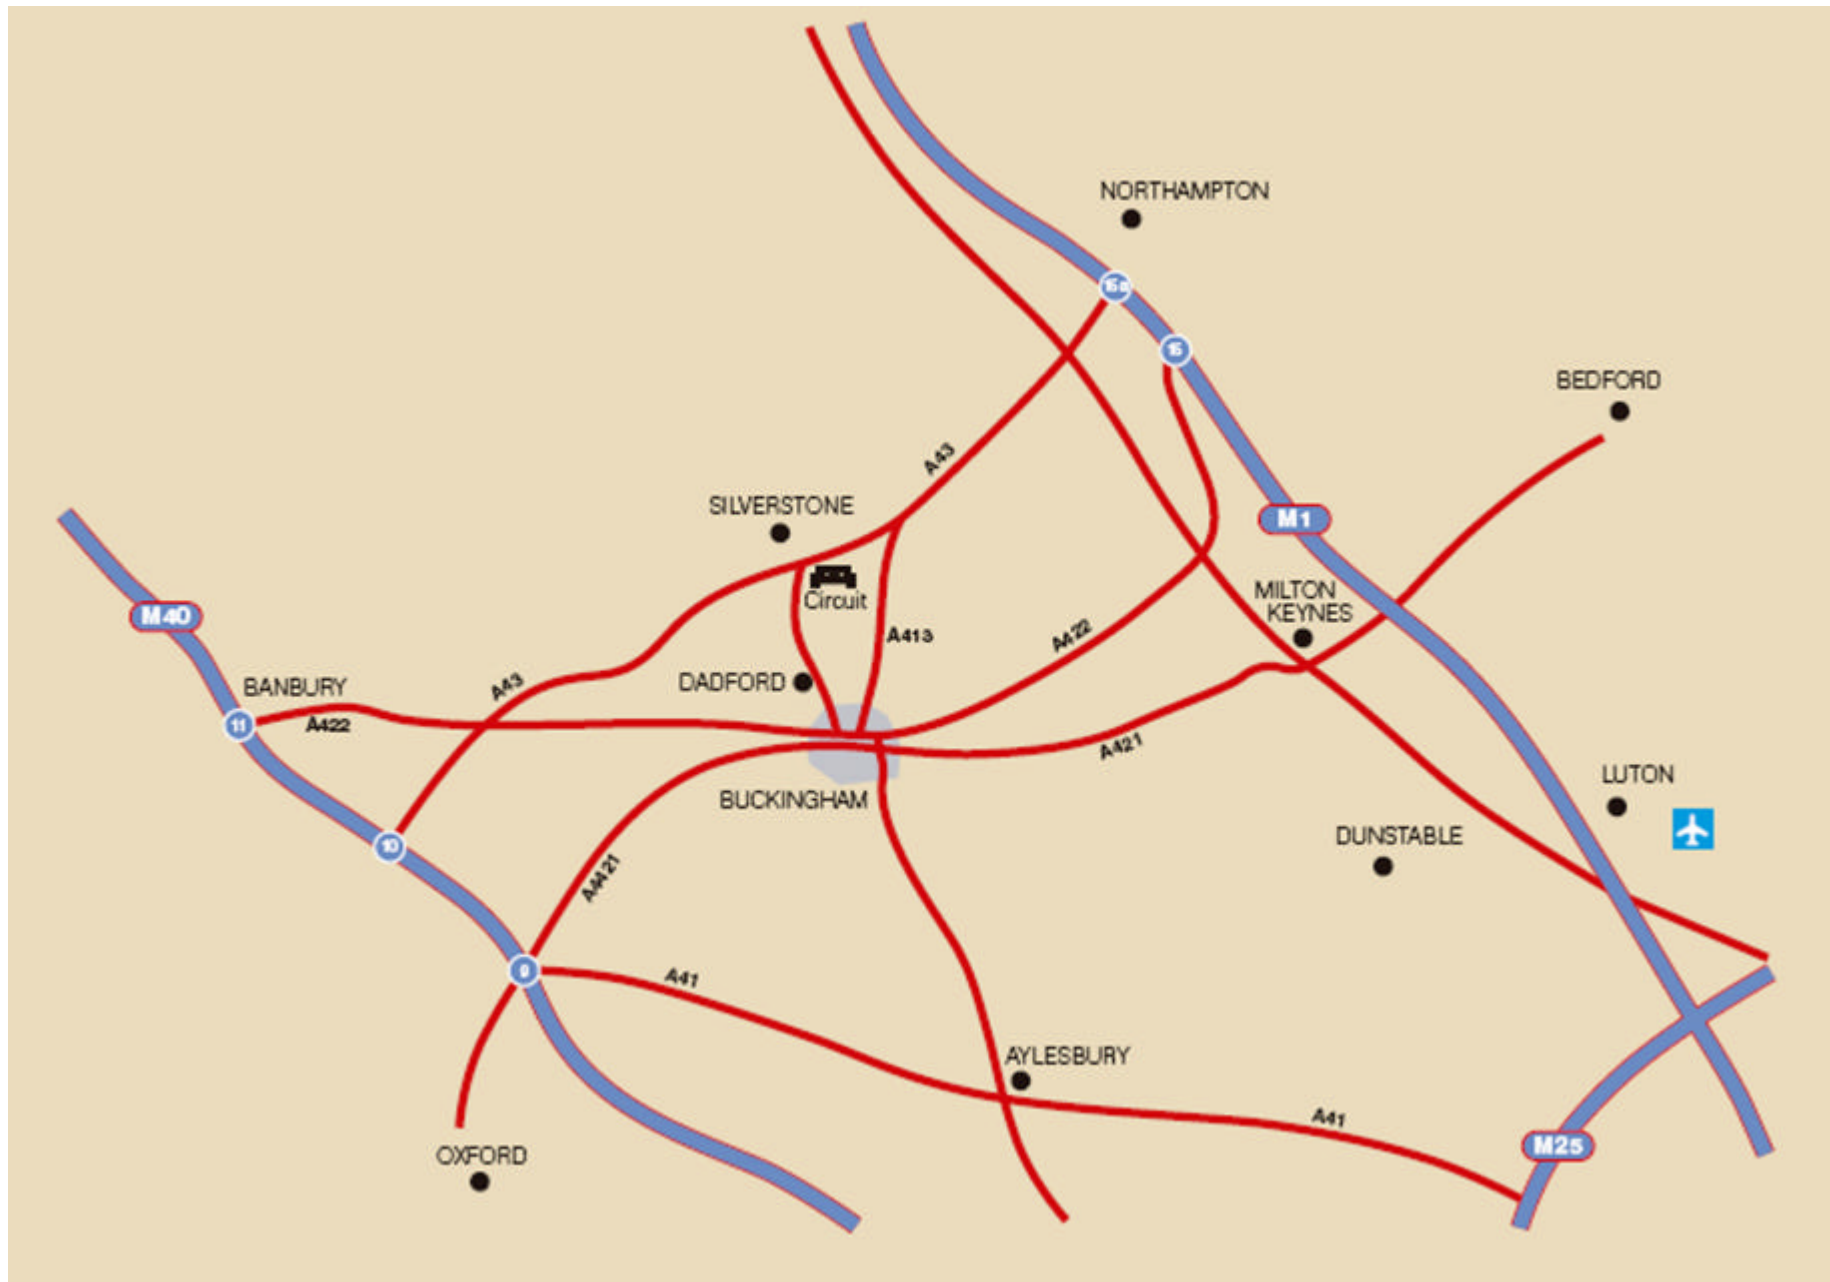 NORTHAMPTON
15a
15
BEDFORD
A43
SILVERSTONE
M1
Circuit
MILTON
KEYNES
M40
A413
A422
DADFORD
BANBURY
A43
11
A422
A421
BUCKINGHAM
LUTON
DUNSTABLE
10
A4421
9
A41
AYLESBURY
A41
M25
OXFORD